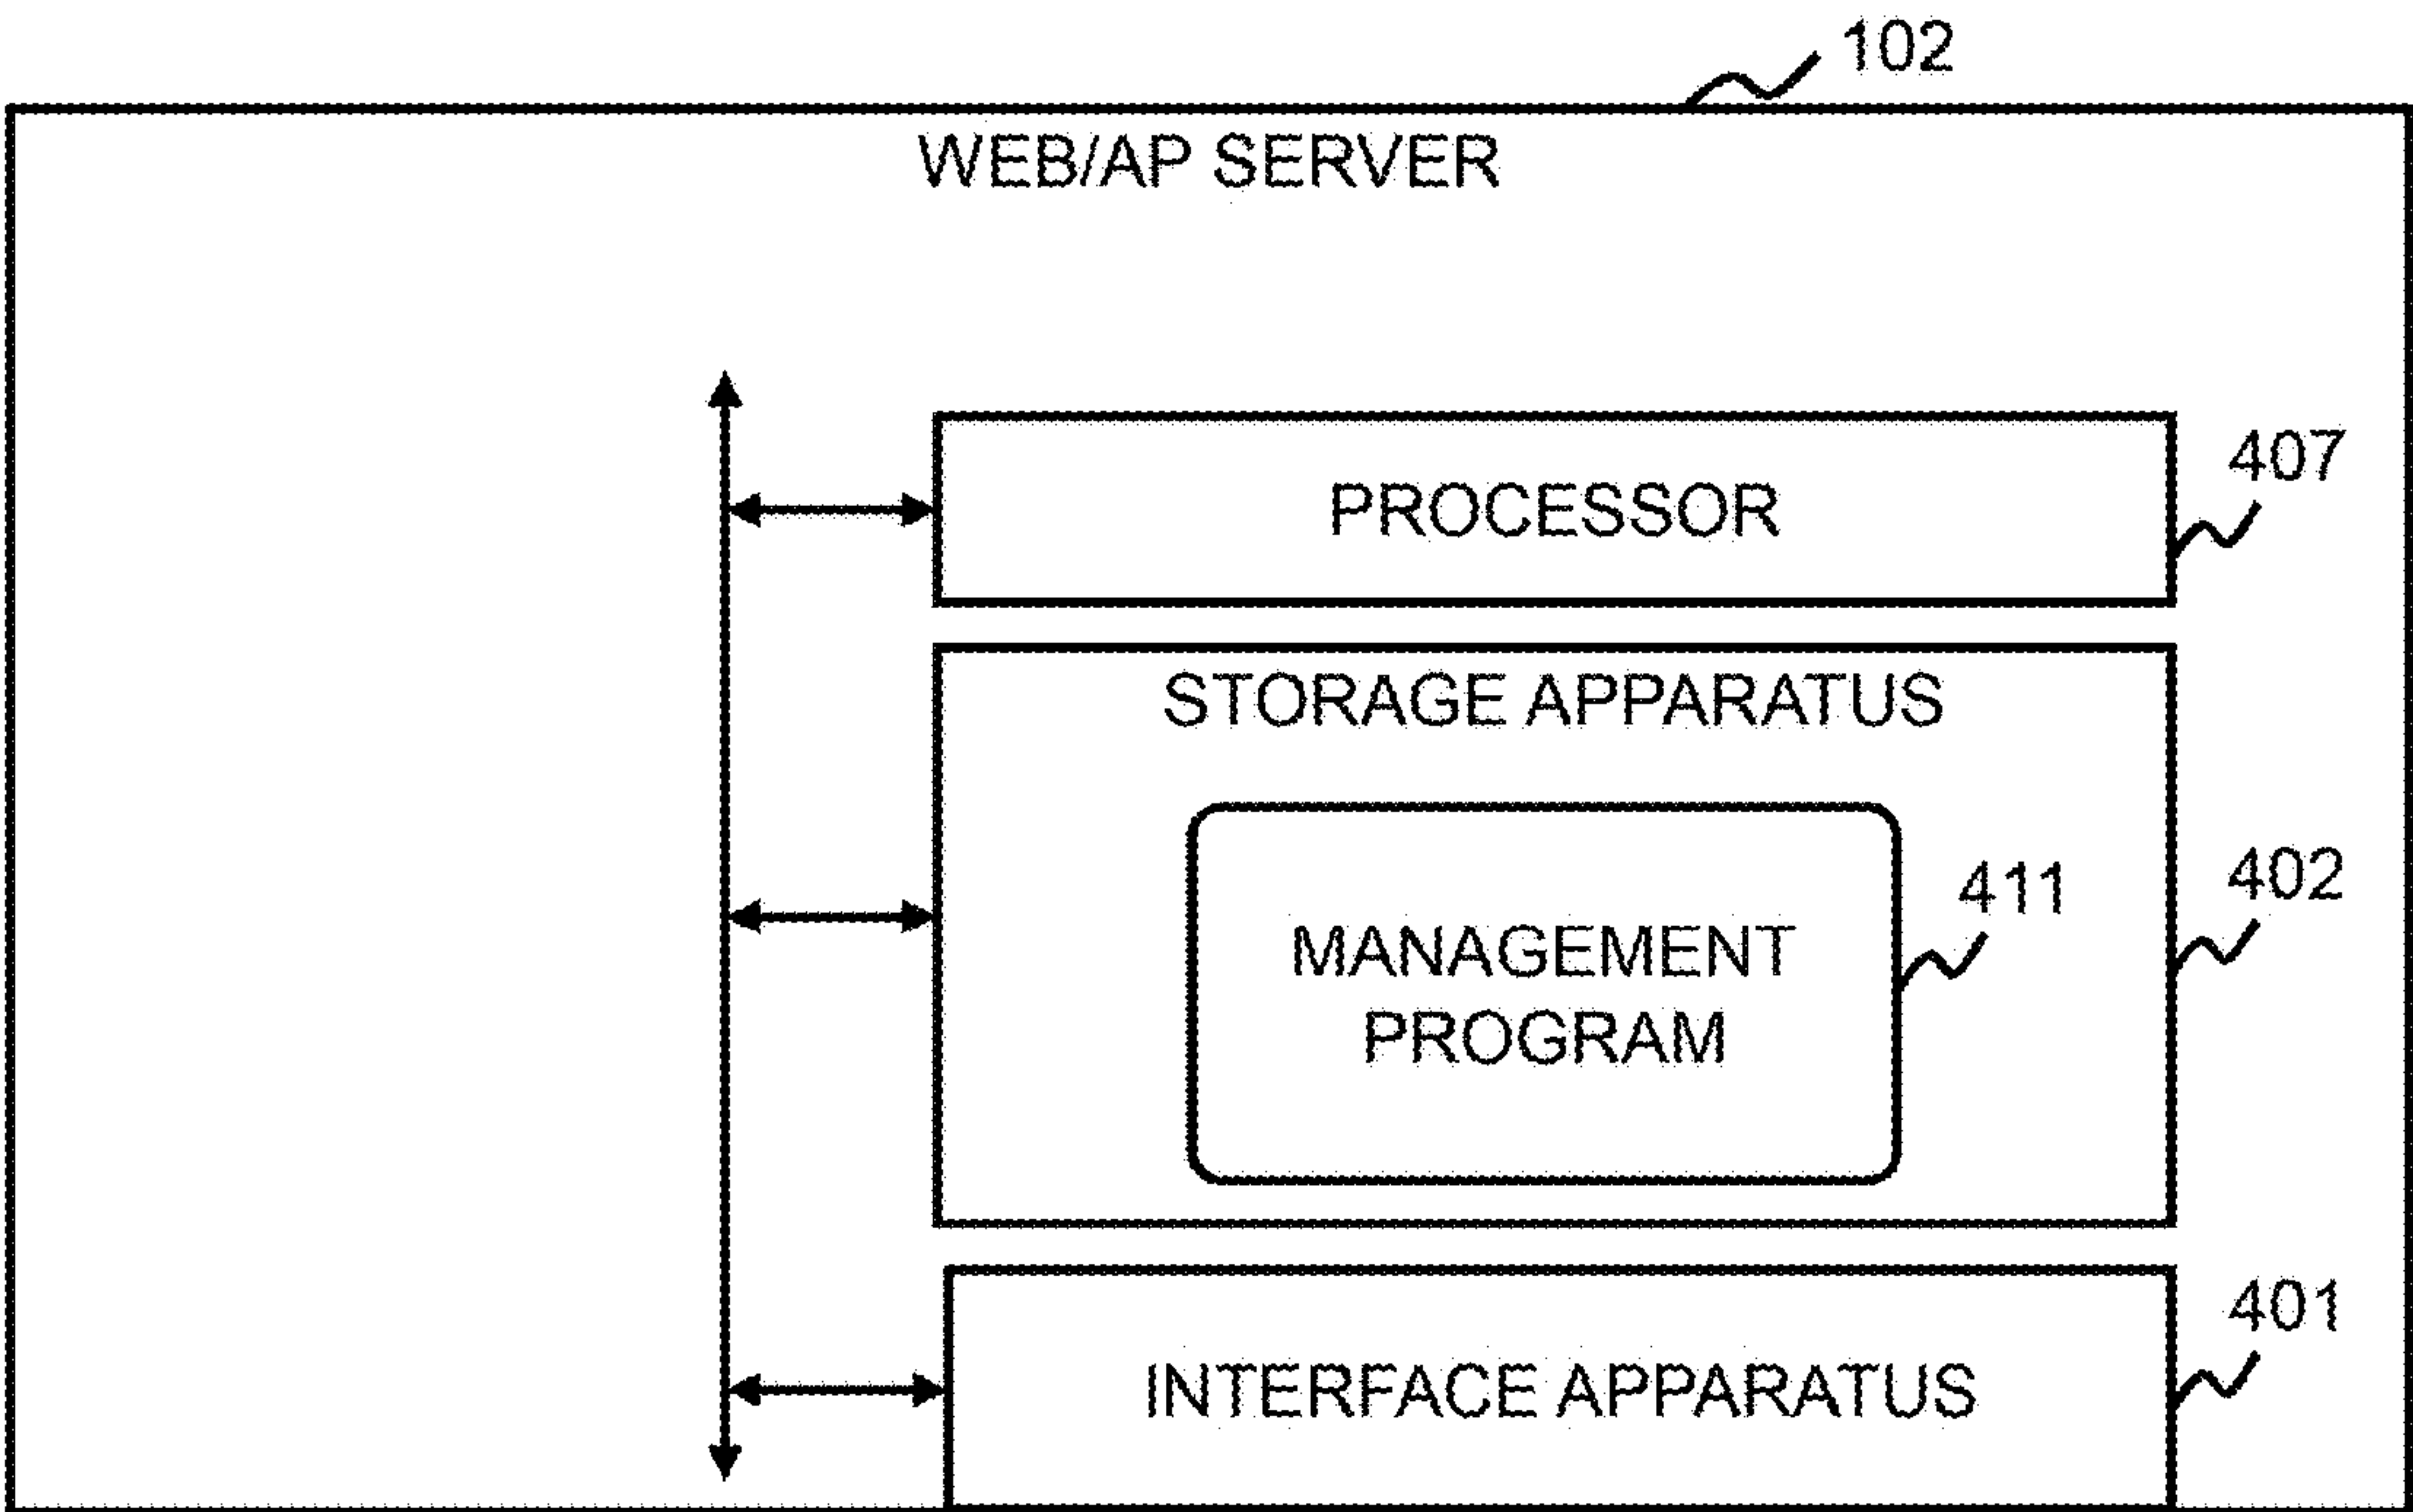 102
WEB/AP SERVER
407
PROCESSOR
STORAGE APPARATUS
411
402
MANAGEMENT
PROGRAM
401
INTERFACE APPARATUS